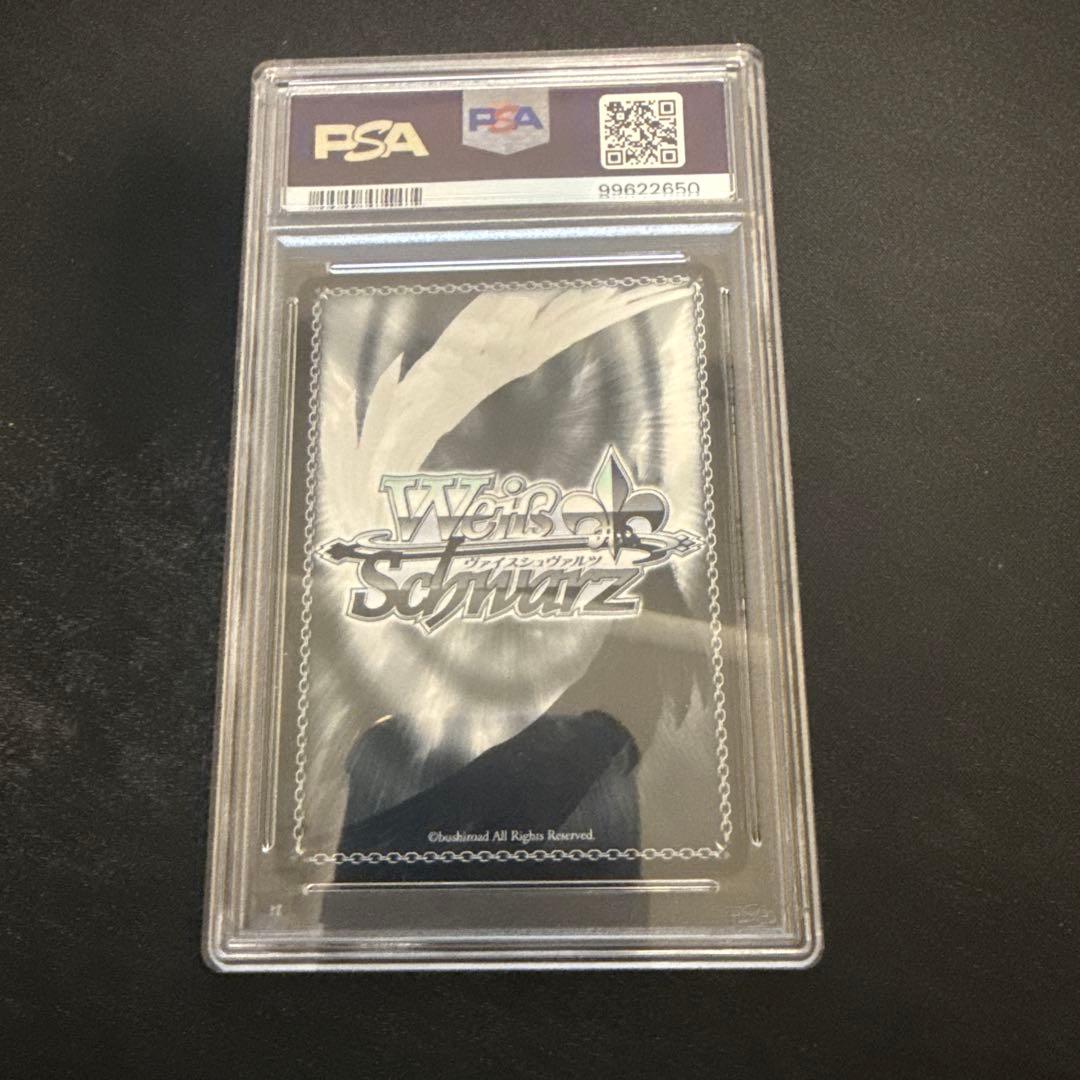 PSA
PSA
99622650
Weiß
ヴァイスシュヴァルツ
Schwarz
©bushiroad All Rights Reserved.
PSA